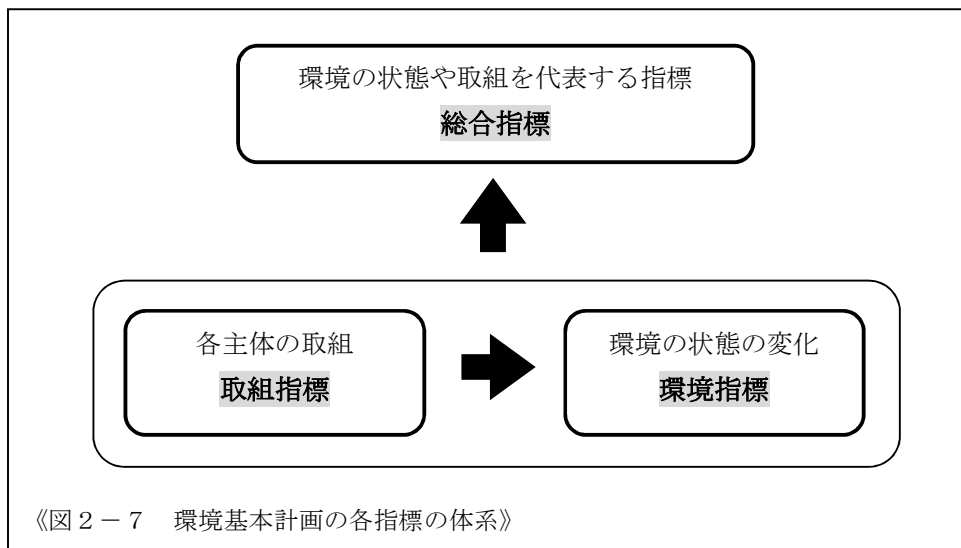 環境の状態や取組を代表する指標
総合指標
各主体の取組
取組指標
環境の状態の変化
環境指標
《図２－７　環境基本計画の各指標の体系》